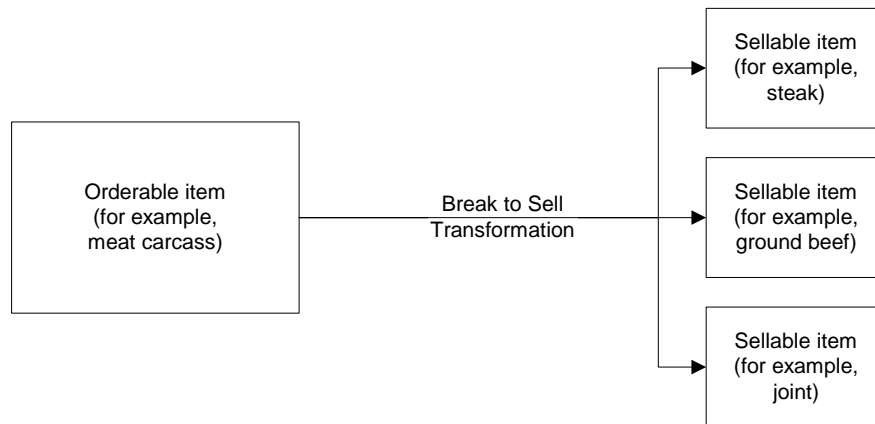 Orderable item
(for example,
meat carcass)
Break to Sell
Transformation
Sellable item
(for example,
steak)
Sellable item
(for example,
ground beef)
Sellable item
(for example,
joint)